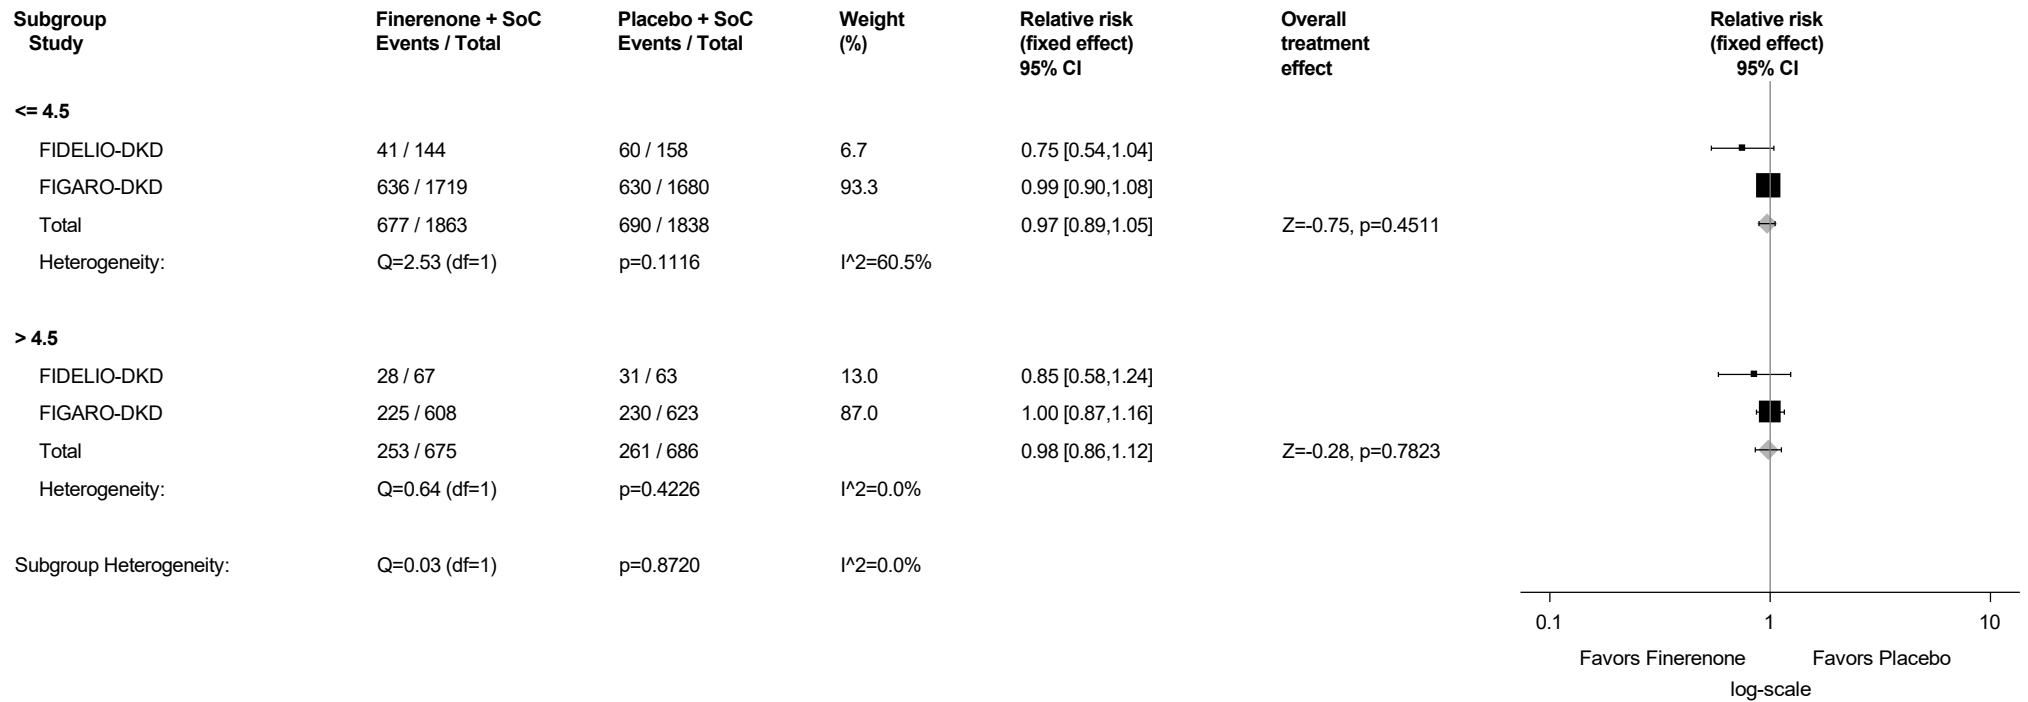 Subgroup Finerenone + SoC Placebo + SoC Weight Relative risk Overall Relative risk
Study Events / Total Events / Total (%) (fixed effect) treatment (fixed effect)
95% CI effect 95% CI
<= 4.5
FIDELIO-DKD 41 / 144 60 / 158 6.7 0.75 [0.54,1.04]
FIGARO-DKD 636 / 1719 630 / 1680 93.3 0.99 [0.90,1.08]
Total 677 / 1863 690 / 1838 0.97 [0.89,1.05] Z=-0.75, p=0.4511
Heterogeneity: Q=2.53 (df=1) p=0.1116 I^2=60.5%
> 4.5
FIDELIO-DKD 28 / 67 31 / 63 13.0 0.85 [0.58,1.24]
FIGARO-DKD 225 / 608 230 / 623 87.0 1.00 [0.87,1.16]
Total 253 / 675 261 / 686 0.98 [0.86,1.12] Z=-0.28, p=0.7823
Heterogeneity: Q=0.64 (df=1) p=0.4226 I^2=0.0%
Subgroup Heterogeneity: Q=0.03 (df=1) p=0.8720 I^2=0.0%
0.1 1 10
Favors Finerenone Favors Placebo
log-scale